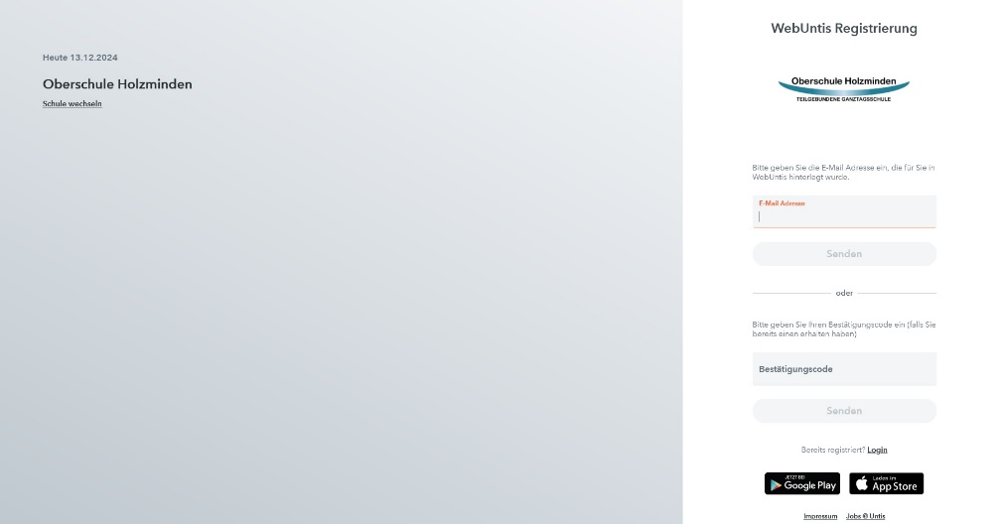 Heute 13.12.2024
Oberschule Holzminden
Schule wechseln
WebUntis Registrierung
Oberschule Holzminden
TEILGEBUNDENE GANZTAGSSCHULE
Bitte geben Sie die E-Mail Adresse ein, die für Sie in
WebUntis hinterlegt wurde.
E-Mail Adresse
Senden
oder
Bitte geben Sie Ihren Bestätigungscode ein (falls Sie
bereits einen erhalten haben)
Bestätigungscode
Senden
Bereits registriert? Login
JETZT BEI
Google Play
Laden im
App Store
Impressum Jobs @ Untis